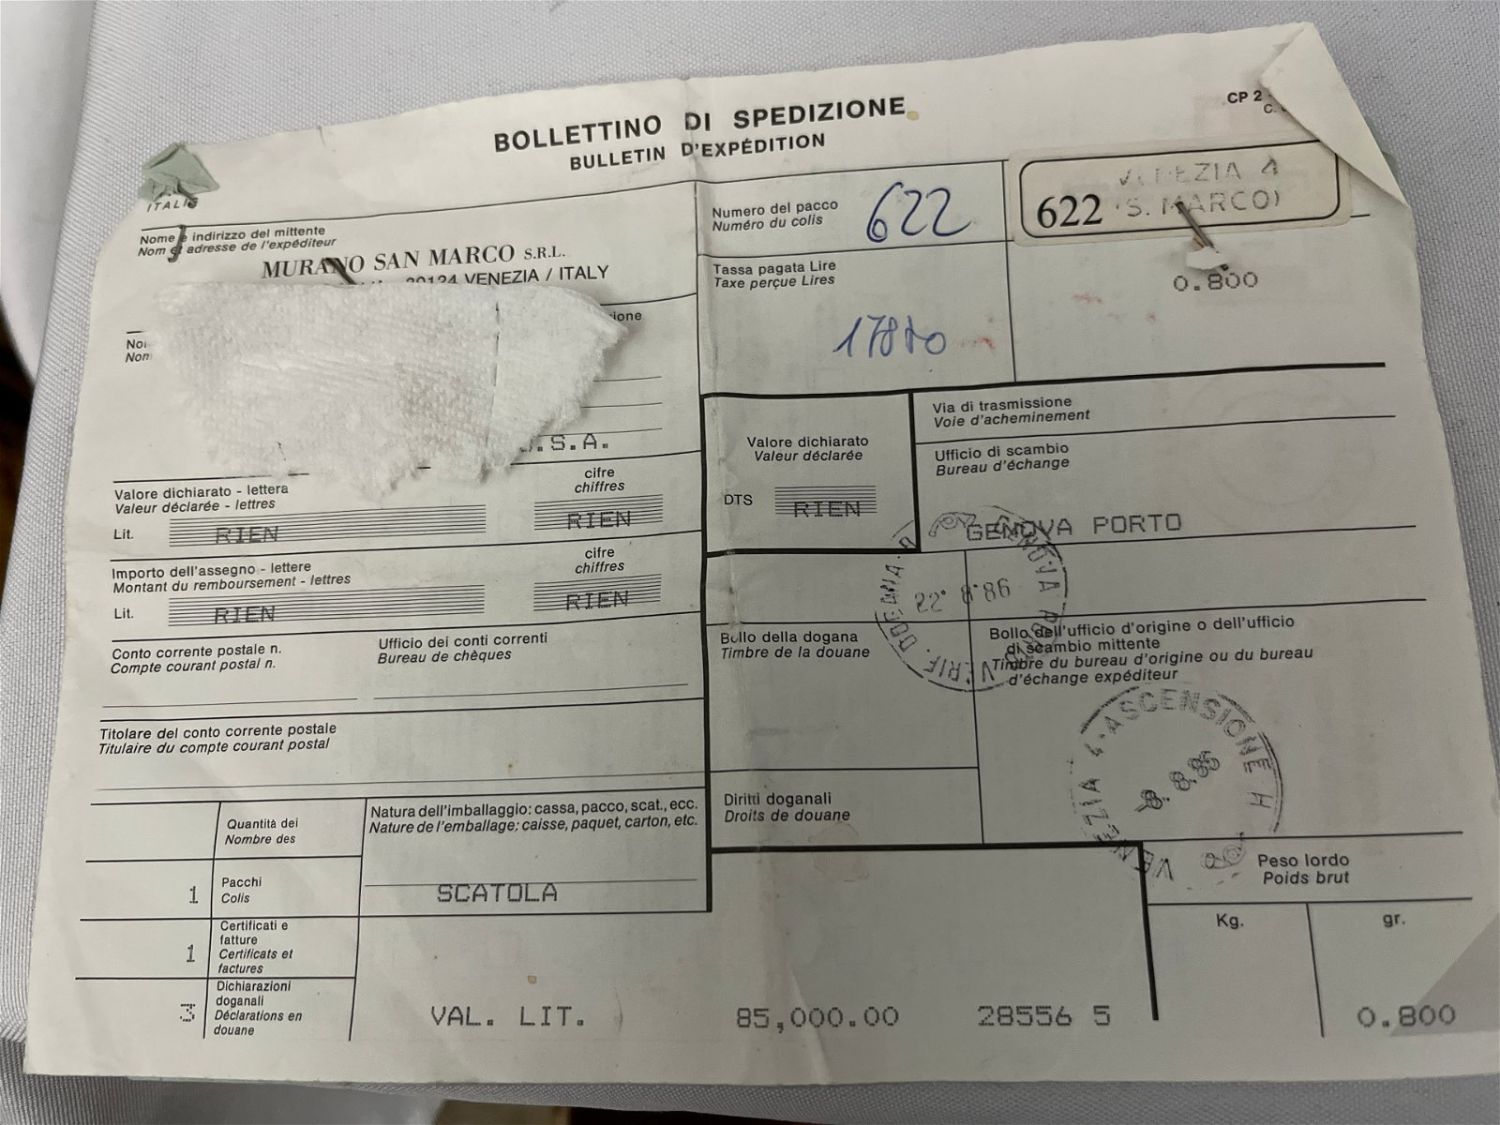 BOLLETTINO DI SPEDIZIONE
BULLETIN D'EXPÉDITION
CP 2
Nome e indirizzo del mittente
Nom et adresse de l'expéditeur
MURANO SAN MARCO S.R.L.
30124 VENEZIA / ITALY
Numero del pacco
Numéro du colis
622
622
VENEZIA 4
(S. MARCO)
Tassa pagata Lire
Taxe perçue Lires
0.800
Valore dichiarato
Valeur déclarée
DTS
RIEN
Via di trasmissione
Voie d'acheminement
Ufficio di scambio
Bureau d'échange
GENOVA PORTO
.S.A.
Valore dichiarato - lettera
Valeur déclarée - lettres
cifre
chiffres
Lit.
RIEN
RIEN
Importo dell'assegno - lettere
Montant du remboursement - lettres
cifre
chiffres
Lit.
RIEN
RIEN
Conto corrente postale n.
Compte courant postal n.
Ufficio dei conti correnti
Bureau de chèques
Titolare del conto corrente postale
Titulaire du compte courant postal
22 8 86
Bollo della dogana
Timbre de la douane
Bollo dell'ufficio d'origine o dell'ufficio
di scambio mittente
Timbre du bureau d'origine ou du bureau
d'échange expéditeur
VENEZIA 4 - ASCENSIONE
Diritti doganali
Droits de douane
Quantità dei
Nombre des
Natura dell'imballaggio: cassa, pacco, scat., ecc.
Nature de l'emballage: caisse, paquet, carton, etc.
1
Pacchi
Colis
SCATOLA
1
Certificati e
fatture
Certificats et
factures
3
Dichiarazioni
doganali
Déclarations en
douane
VAL. LIT. 85,000.00 28556 5
Peso lordo
Poids brut
Kg.
gr.
0.800